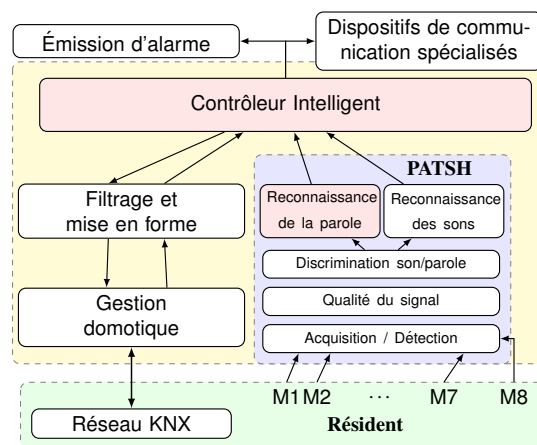 Émission d'alarme
Dispositifs de commu-
nication spécialisés
Contrôleur Intelligent
PATSH
Filtrage et
mise en forme
Reconnaissance
de la parole
Reconnaissance
des sons
Discrimination son/parole
Gestion
domotique
Qualité du signal
Acquisition / Détection
M1 M2 ... M7 M8
Réseau KNX
Résident